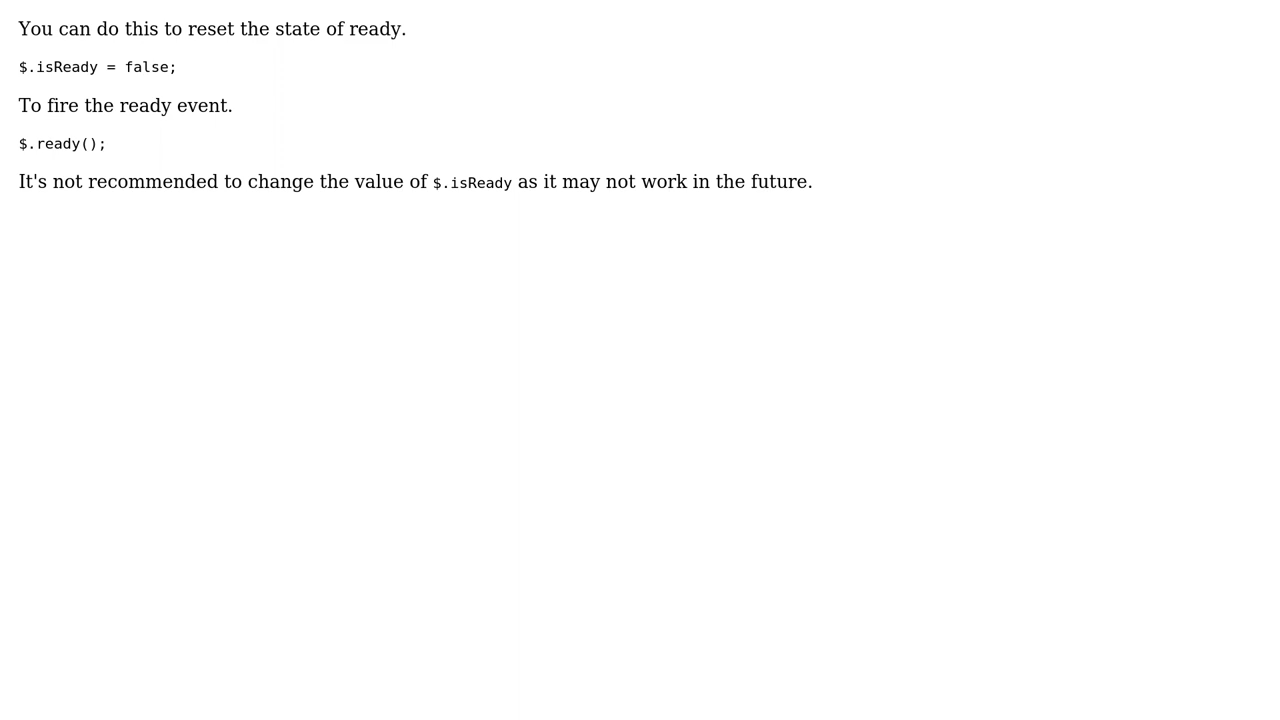 You can do this to reset the state of ready.
$.isReady = false;
To fire the ready event.
$.ready();
It's not recommended to change the value of $.isReady as it may not work in the future.